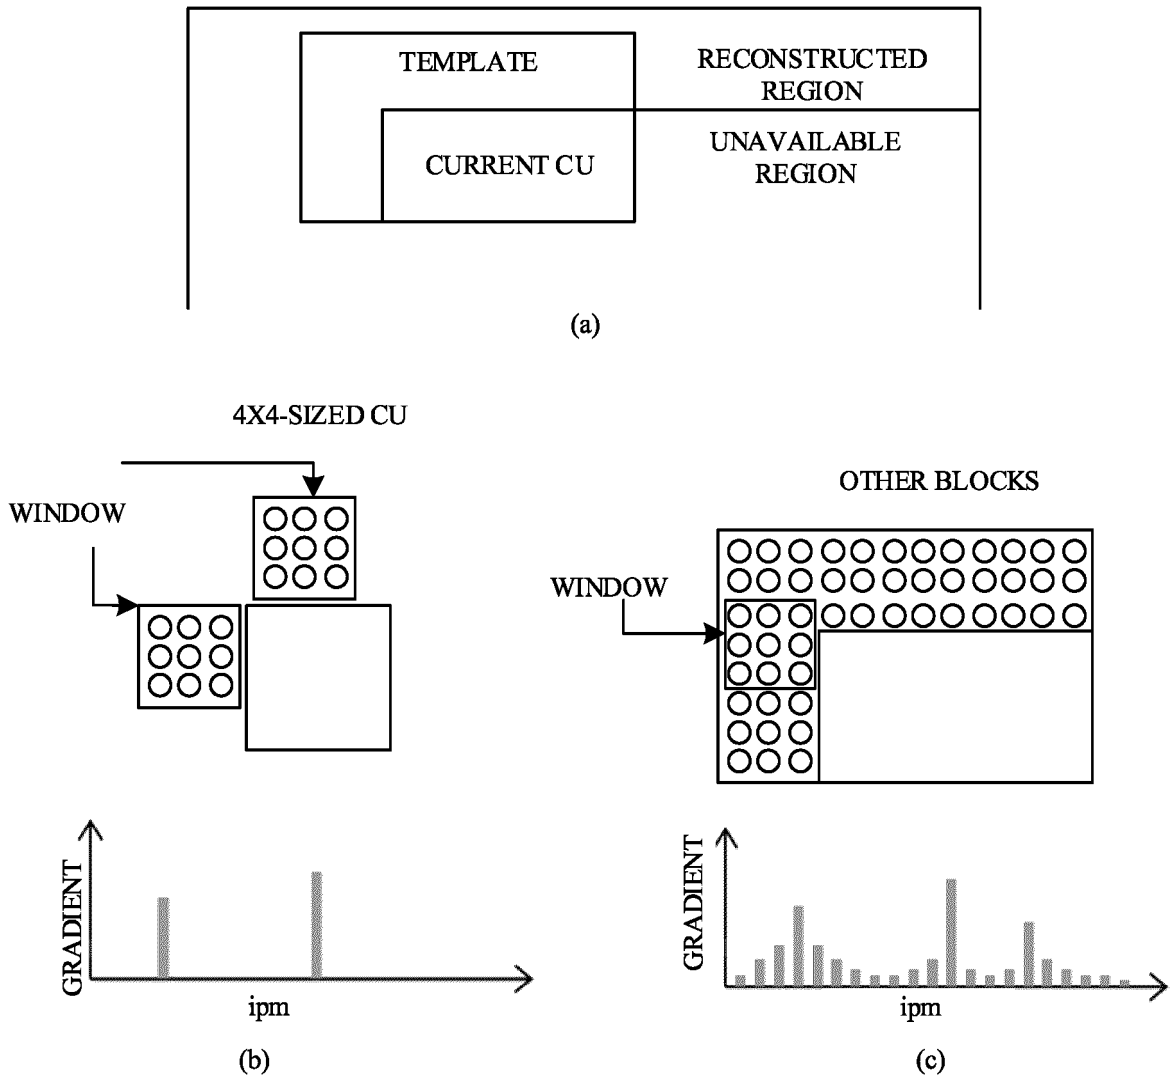 TEMPLATE
RECONSTRUCTED
REGION
CURRENT CU
UNAVAILABLE
REGION
(a)
4X4-SIZED CU
WINDOW
GRADIENT
ipm
(b)
OTHER BLOCKS
WINDOW
GRADIENT
ipm
(c)